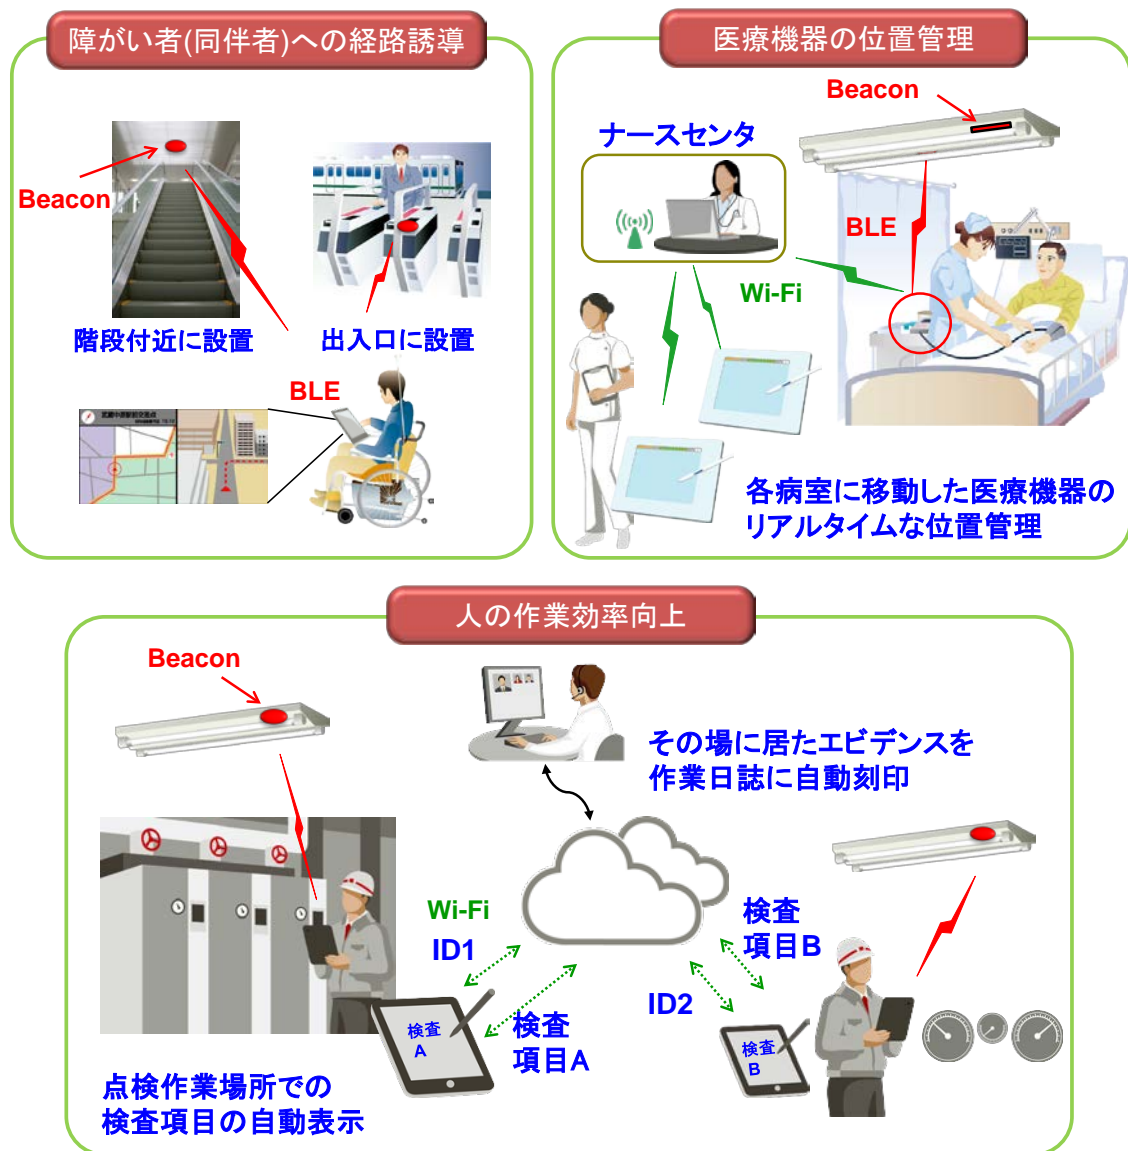 障がい者(同伴者)への経路誘導
Beacon
階段付近に設置
出入口に設置
BLE
医療機器の位置管理
Beacon
ナースセンタ
BLE
Wi-Fi
各病室に移動した医療機器の
リアルタイムな位置管理
人の作業効率向上
Beacon
その場に居たエビデンスを
作業日誌に自動刻印
Wi-Fi
ID1
検査
項目A
検査
A
検査
項目B
ID2
検査
B
点検作業場所での
検査項目の自動表示